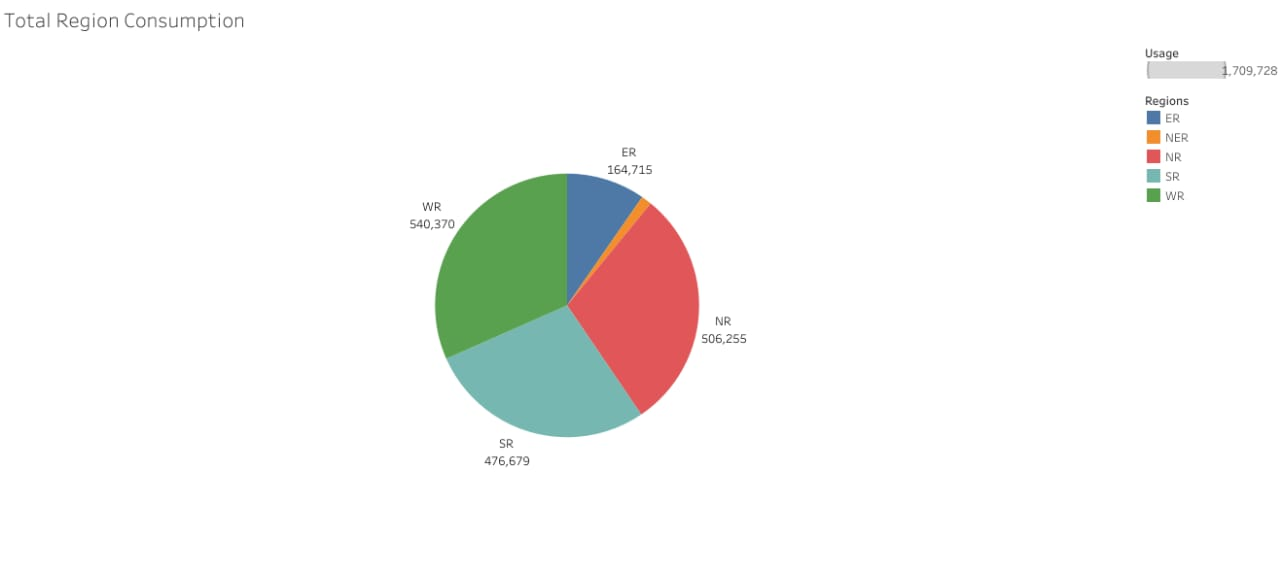 Total Region Consumption
Usage
1,709,728
Regions
ER
NER
NR
SR
WR
ER
164,715
WR
540,370
NR
506,255
SR
476,679